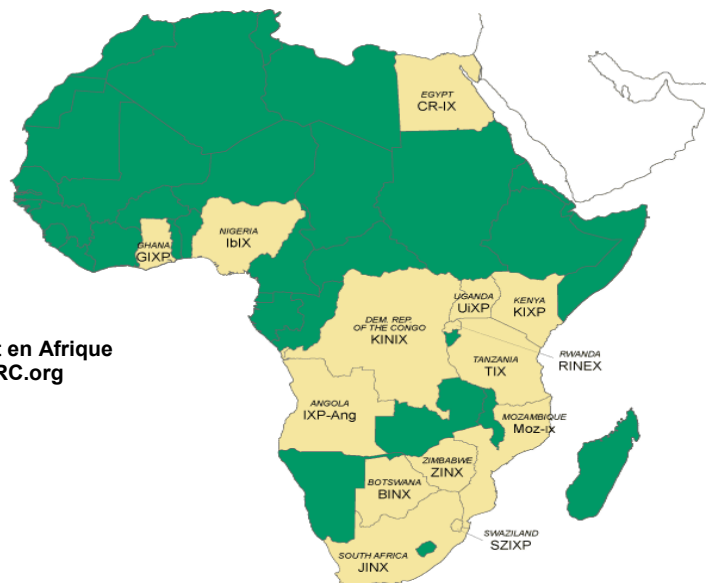 EGYPT
CR-IX
NIGERIA
IbIX
GHANA
GIXP
UGANDA
UiXP
KENYA
KIXP
DEM. REP.
OF THE CONGO
KINIX
t en Afrique
RC.org
RWANDA
RINEX
TANZANIA
TIX
ANGOLA
IXP-Ang
MOZAMBIQUE
Moz-ix
ZIMBABWE
ZINX
BOTSWANA
BINX
SWAZILAND
SZIXP
SOUTH AFRICA
JINX